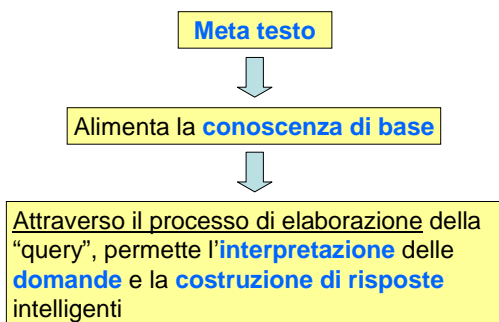 Meta testo
Alimenta la conoscenza di base
Attraverso il processo di elaborazione della
“query”, permette l’interpretazione delle
domande e la costruzione di risposte
intelligenti